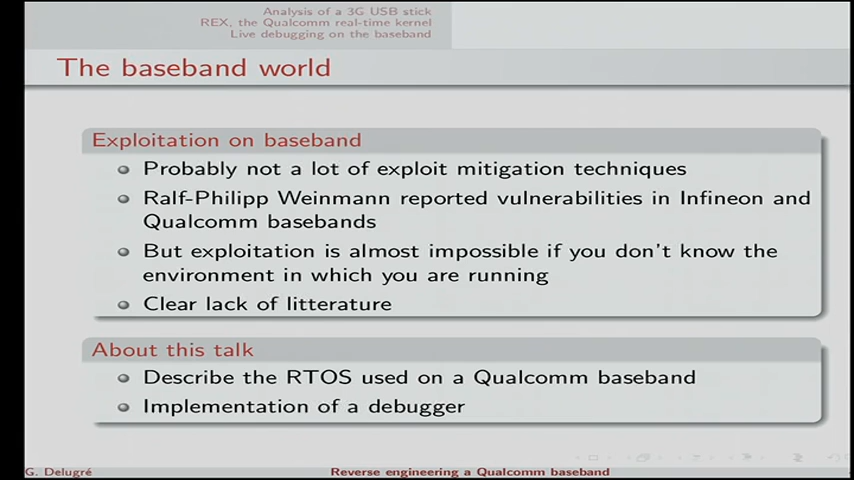 Analysis of a 3G USB stick
REX, the Qualcomm real-time kernel
Live debugging on the baseband
The baseband world
Exploitation on baseband
Probably not a lot of exploit mitigation techniques
Ralf-Philipp Weinmann reported vulnerabilities in Infineon and
Qualcomm basebands
But exploitation is almost impossible if you don't know the
environment in which you are running
Clear lack of litterature
About this talk
Describe the RTOS used on a Qualcomm baseband
Implementation of a debugger
G. Delugré
Reverse engineering a Qualcomm baseband